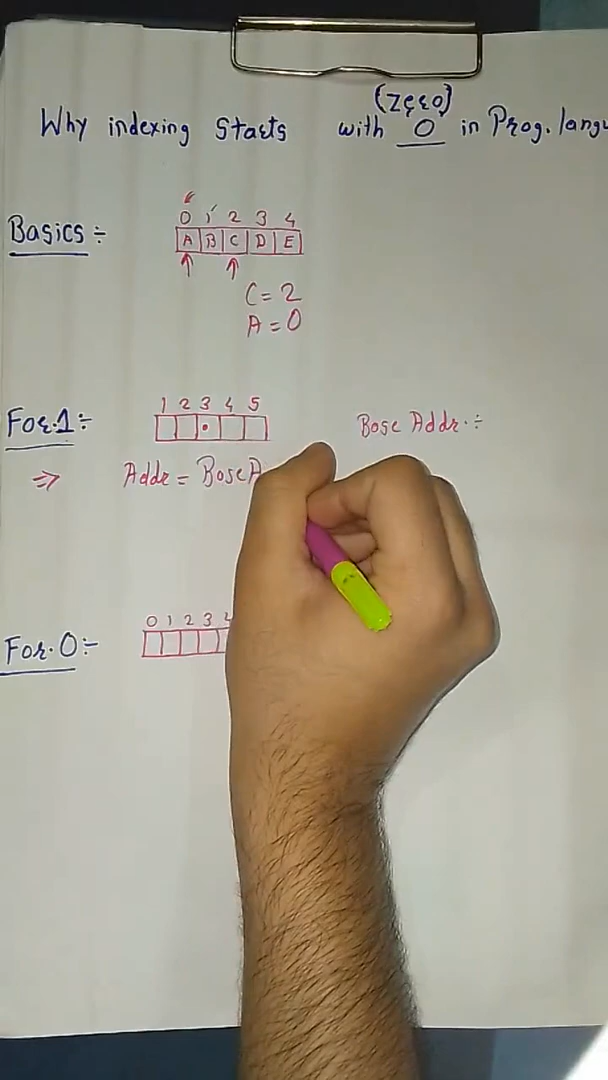 (Zero)
Why indexing Starts with 0 in Prog. langu
Basics ÷
0 1 2 3 4
A B C D E
C = 2
A = 0
For.1 ÷
1 2 3 4 5
Base Addr. ÷
⇒ Addr = Base A
For.0 ÷
0 1 2 3